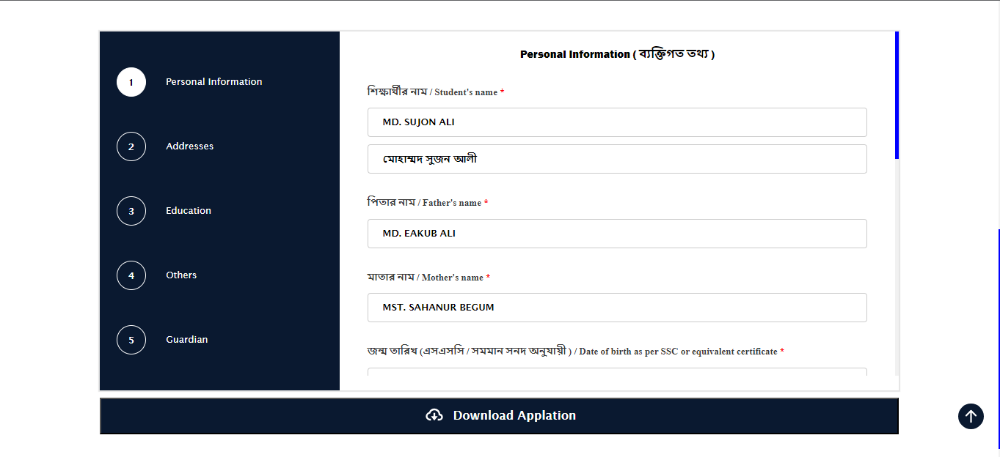 1 Personal Information
2 Addresses
3 Education
4 Others
5 Guardian
Personal Information ( ব্যক্তিগত তথ্য )
শিক্ষার্থীর নাম / Student's name *
MD. SUJON ALI
মোহাম্মদ সুজন আলী
পিতার নাম / Father's name *
MD. EAKUB ALI
মাতার নাম / Mother's name *
MST. SAHANUR BEGUM
জন্ম তারিখ (এসএসসি / সমমান সনদ অনুযায়ী ) / Date of birth as per SSC or equivalent certificate *
Download Applation